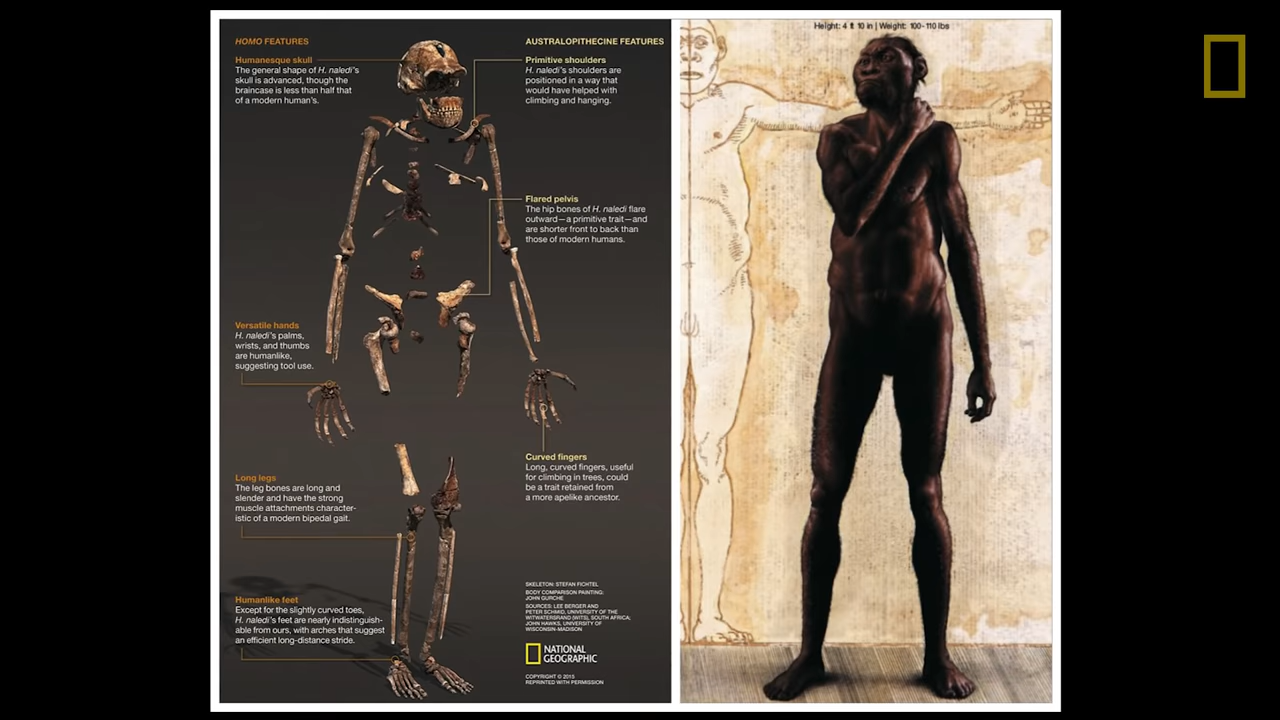 HOMO FEATURES
Humanesque skull
The general shape of H. naledi's
skull is advanced, though the
braincase is less than half that
of a modern human's.
Versatile hands
H. naledi's palms,
wrists, and thumbs
are humanlike,
suggesting tool use.
Long legs
The leg bones are long and
slender and have the strong
muscle attachments character-
istic of a modern bipedal gait.
Humanlike feet
Except for the slightly curved toes,
H. naledi's feet are nearly indistinguish-
able from ours, with arches that suggest
an efficient long-distance stride.
AUSTRALOPITHECINE FEATURES
Primitive shoulders
H. naledi's shoulders are
positioned in a way that
would have helped with
climbing and hanging.
Flared pelvis
The hip bones of H. naledi flare
outward—a primitive trait—and
are shorter front to back than
those of modern humans.
Curved fingers
Long, curved fingers, useful
for climbing in trees, could
be a trait retained from
a more apelike ancestor.
SKELETON: STEFAN FICHTEL
BODY COMPARISON PAINTING:
JOHN GURCHE
SOURCES: LEE BERGER AND
PETER SCHMID, UNIVERSITY OF THE
WITWATERSRAND (WITS), SOUTH AFRICA;
JOHN HAWKS, UNIVERSITY OF
WISCONSIN-MADISON
NATIONAL
GEOGRAPHIC
COPYRIGHT © 2015
REPRINTED WITH PERMISSION
Height: 4 ft 10 in | Weight: 100-110 lbs